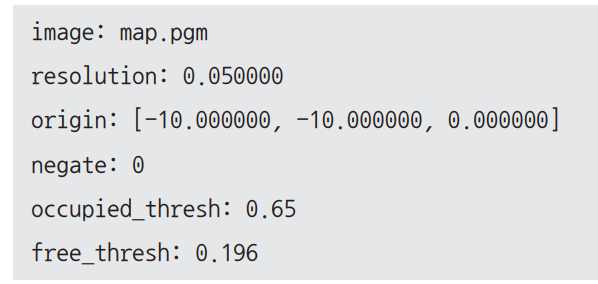 image: map.pgm
resolution: 0.050000
origin: [-10.000000, -10.000000, 0.000000]
negate: 0
occupied_thresh: 0.65
free_thresh: 0.196